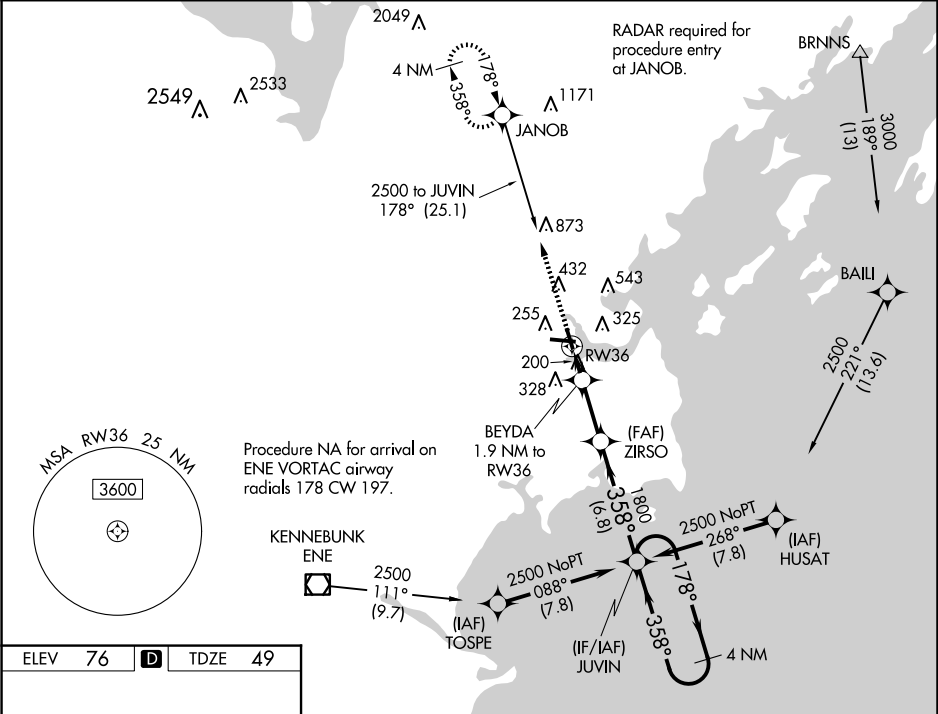 2049
RADAR required for
procedure entry
at JANOB.
BRNNS
4 NM
178°
358°
2549
2533
1171
JANOB
3000
189°
(13)
2500 to JUVIN
178° (25.1)
873
432
543
BAILI
255
325
RW36
200
328
2500
221°
(13.6)
BEYDA
1.9 NM to
RW36
(FAF)
ZIRSO
MSA RW36 25 NM
3600
Procedure NA for arrival on
ENE VORTAC airway
radials 178 CW 197.
1800
358°
(6.8)
2500 NoPT
268°
(7.8)
(IAF)
HUSAT
KENNEBUNK
ENE
2500
111°
(9.7)
2500 NoPT
088°
(7.8)
(IAF)
TOSPE
(IF/IAF)
JUVIN
178°
358°
4 NM
ELEV 76 D TDZE 49